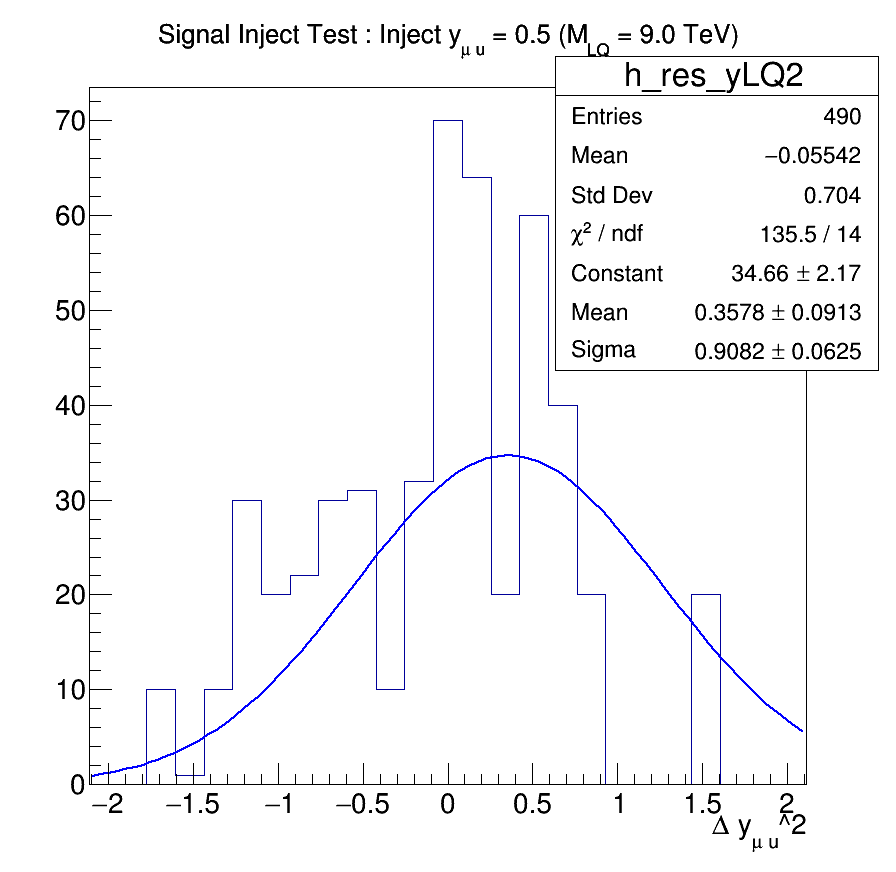 Signal Inject Test : Inject y_μ u = 0.5 (M_LQ = 9.0 TeV)
h_res_yLQ2
Entries 490
Mean −0.05542
Std Dev 0.704
χ² / ndf 135.5 / 14
Constant 34.66 ± 2.17
Mean 0.3578 ± 0.0913
Sigma 0.9082 ± 0.0625
70
60
50
40
30
20
10
0
−2 −1.5 −1 −0.5 0 0.5 1 1.5 2
Δ y_μ u^2